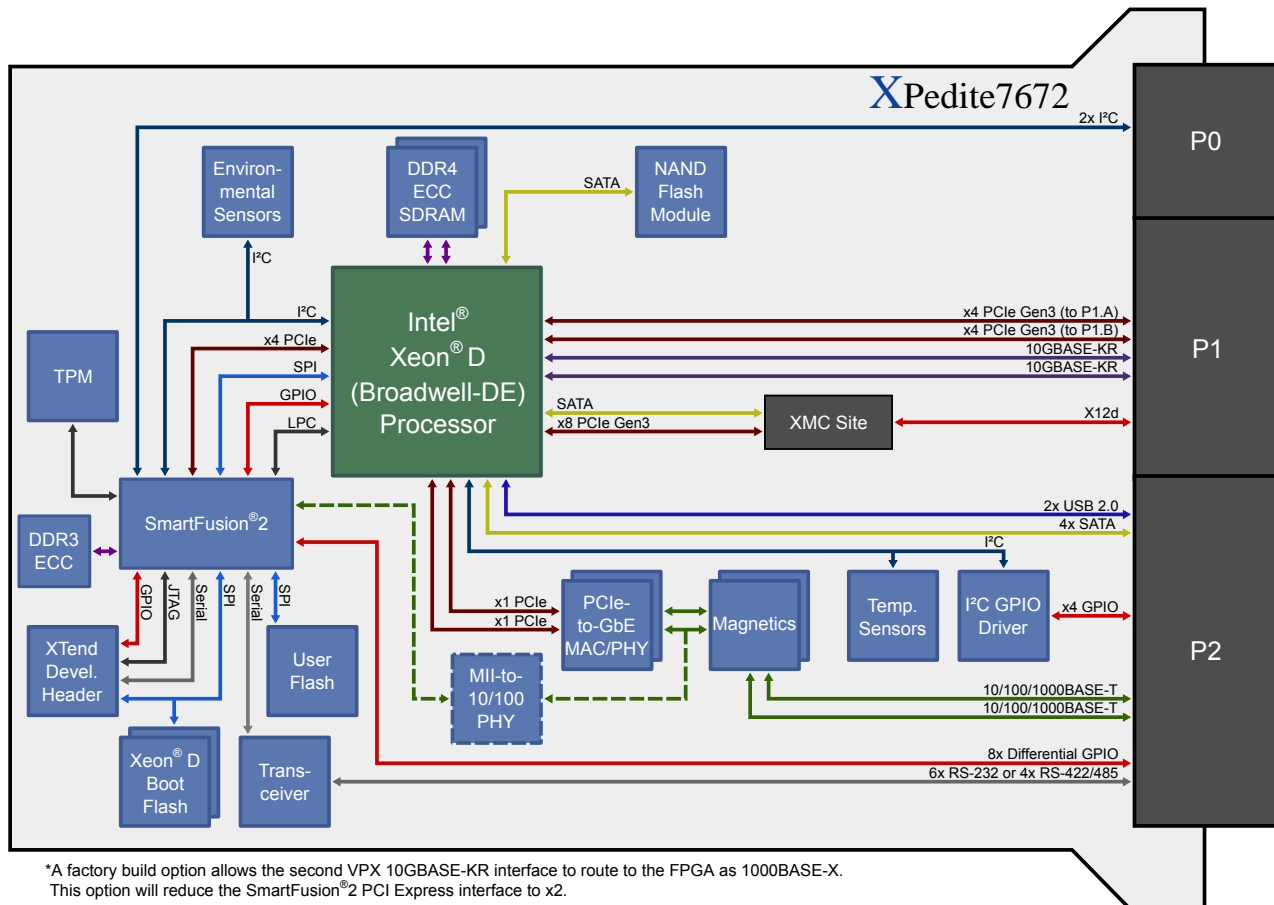 XPedite7672
2x I²C
P0
Environ-
mental
Sensors
DDR4
ECC
SDRAM
SATA
NAND
Flash
Module
I²C
I²C
x4 PCIe
SPI
GPIO
LPC
Intel®
Xeon® D
(Broadwell-DE)
Processor
x4 PCIe Gen3 (to P1.A)
x4 PCIe Gen3 (to P1.B)
10GBASE-KR
10GBASE-KR
P1
TPM
SATA
x8 PCIe Gen3
XMC Site
X12d
SmartFusion®2
DDR3
ECC
2x USB 2.0
4x SATA
I²C
GPIO
JTAG
Serial
SPI
Serial
SPI
x1 PCIe
x1 PCIe
PCIe-
to-GbE
MAC/PHY
Magnetics
Temp.
Sensors
I²C GPIO
Driver
x4 GPIO
P2
XTend
Devel.
Header
User
Flash
MII-to-
10/100
PHY
10/100/1000BASE-T
10/100/1000BASE-T
Xeon® D
Boot
Flash
Trans-
ceiver
8x Differential GPIO
6x RS-232 or 4x RS-422/485
*A factory build option allows the second VPX 10GBASE-KR interface to route to the FPGA as 1000BASE-X.
This option will reduce the SmartFusion®2 PCI Express interface to x2.